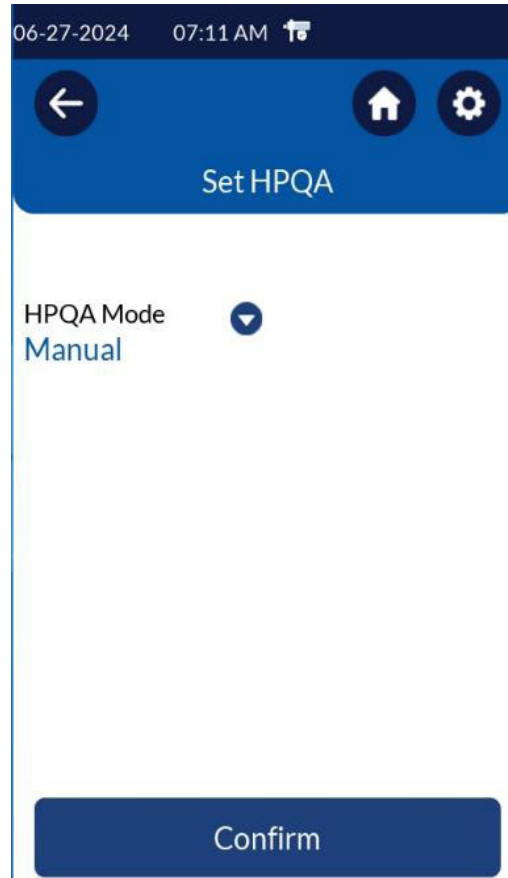 06-27-2024 07:11 AM
Set HPQA
HPQA Mode
Manual
Confirm